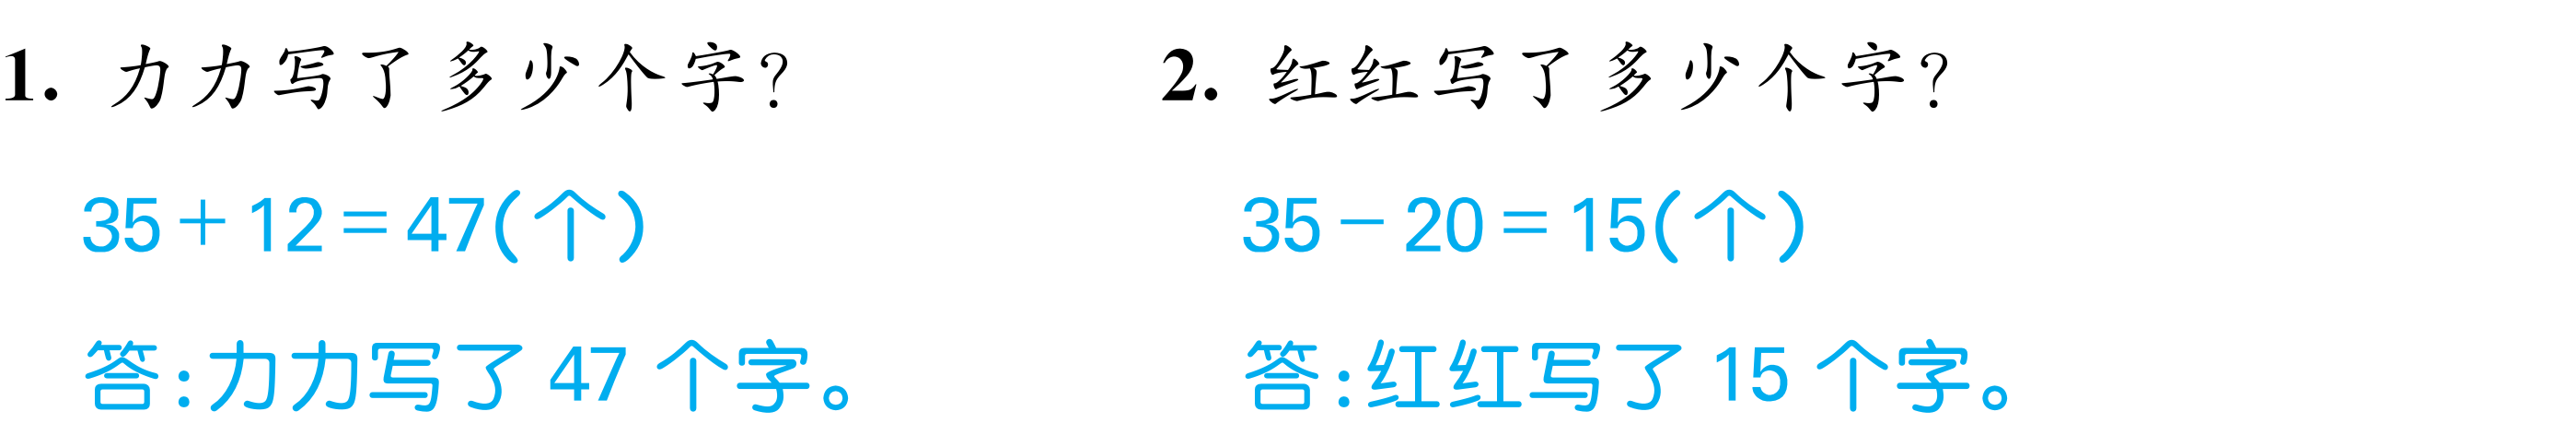 1. 力力写了多少个字?
35+12=47(个)
答:力力写了 47 个字。
2. 红红写了多少个字?
35-20=15(个)
答:红红写了 15 个字。